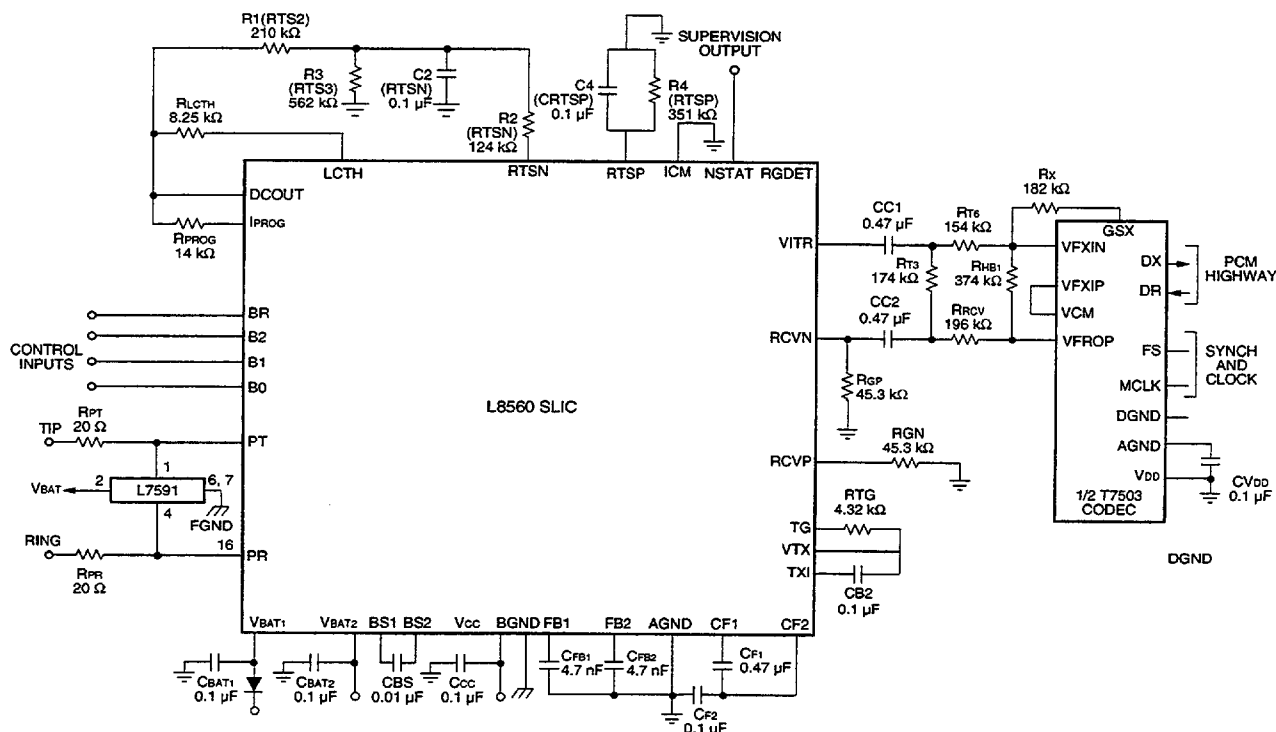 R1(RTS2)
210 kΩ
R3
(RTS3)
562 kΩ
C2
(RTSN)
0.1 µF
R2
(RTSN)
124 kΩ
C4
(CRTSP)
0.1 µF
R4
(RTSP)
351 kΩ
SUPERVISION
OUTPUT
RLCTH
8.25 kΩ
LCTH
RTSN
RTSP
ICM
NSTAT
RGDET
DCOUT
IPROG
RPROG
14 kΩ
BR
B2
B1
B0
CONTROL
INPUTS
RPT
20 Ω
TIP
PT
1
2
L7591
6, 7
VBAT
4
FGND
RING
16
PR
RPR
20 Ω
L8560 SLIC
VITR
RCVN
RCVP
TG
VTX
TXI
CC1
0.47 µF
RT6
154 kΩ
RX
182 kΩ
RT3
174 kΩ
RHB1
374 kΩ
CC2
0.47 µF
RRCV
196 kΩ
RGP
45.3 kΩ
RGN
45.3 kΩ
RTG
4.32 kΩ
CB2
0.1 µF
GSX
VFXIN
VFXIP
VCM
VFROP
DX
DR
FS
MCLK
DGND
AGND
VDD
1/2 T7503
CODEC
PCM
HIGHWAY
SYNCH
AND
CLOCK
CVDD
0.1 µF
DGND
VBAT1
VBAT2
BS1
BS2
VCC
BGND
FB1
FB2
AGND
CF1
CF2
CBAT1
0.1 µF
CBAT2
0.1 µF
CBS
0.01 µF
CCC
0.1 µF
CFB1
4.7 nF
CFB2
4.7 nF
CF1
0.47 µF
CF2
0.1 µF